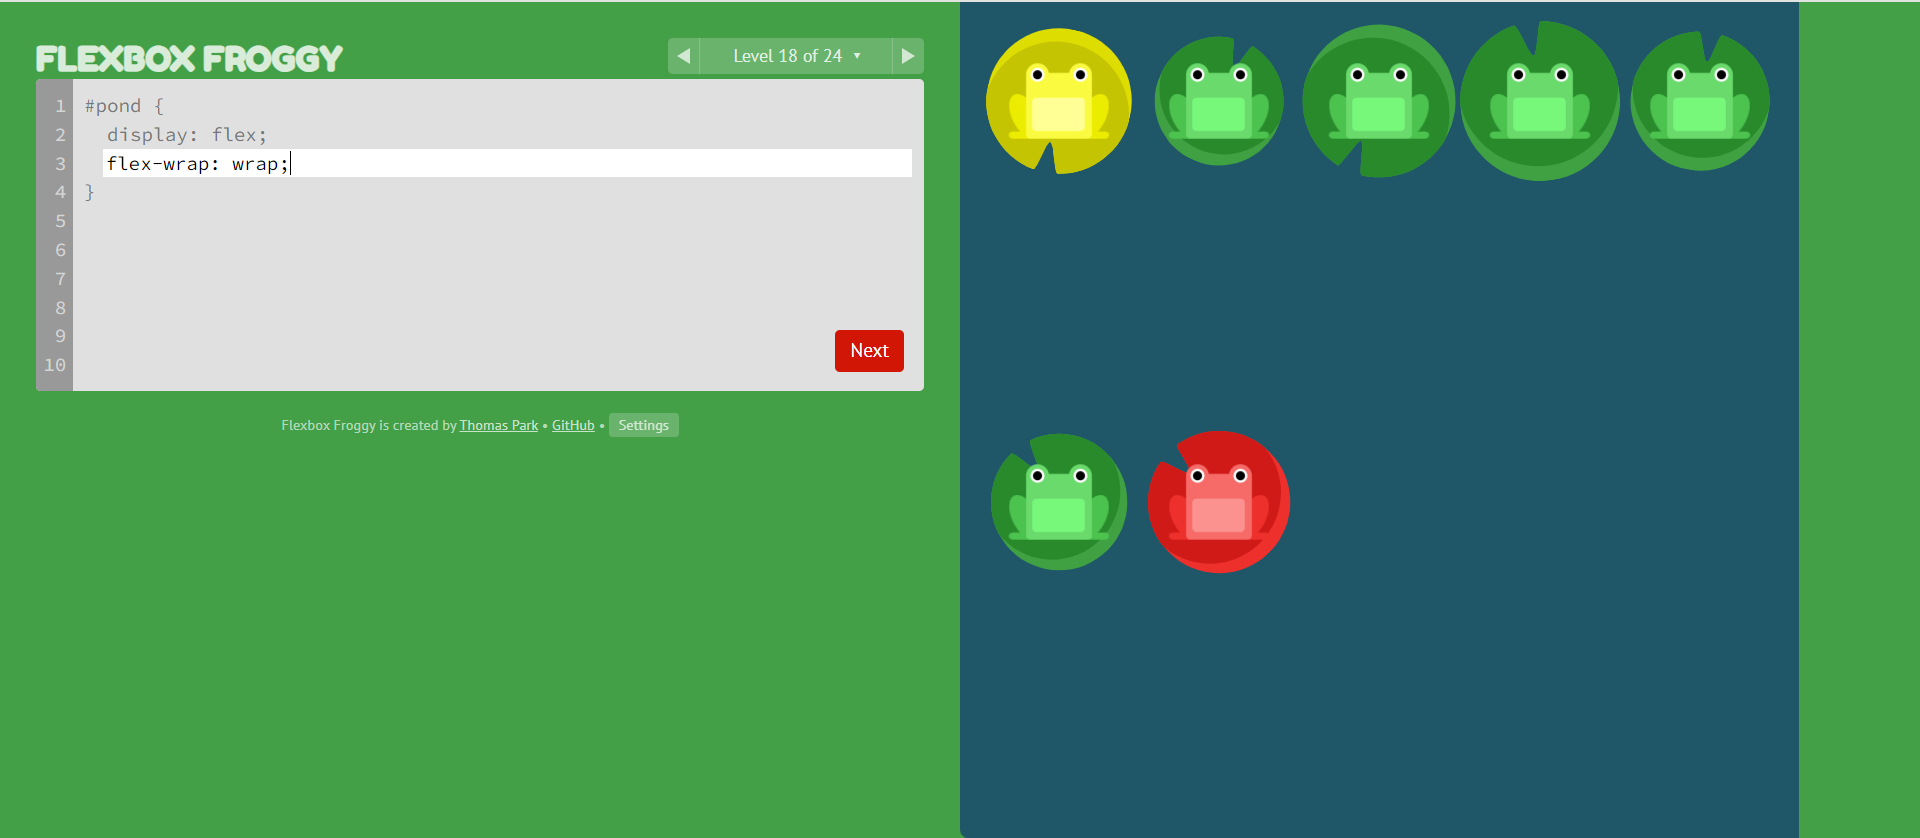 FLEXBOX FROGGY
◀ Level 18 of 24 ▼ ▶
1 #pond {
2 display: flex;
3 flex-wrap: wrap;
4 }
5
6
7
8
9
10
Next
Flexbox Froggy is created by Thomas Park • GitHub • Settings